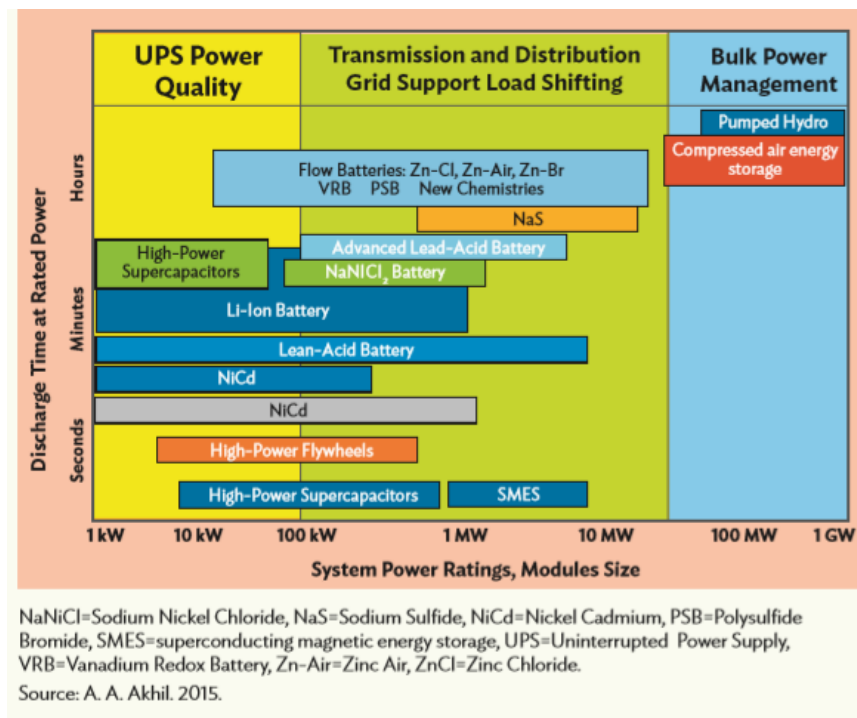 UPS Power
Quality
Transmission and Distribution
Grid Support Load Shifting
Bulk Power
Management
Discharge Time at Rated Power
Hours
Minutes
Seconds
Pumped Hydro
Compressed air energy
storage
Flow Batteries: Zn-Cl, Zn-Air, Zn-Br
VRB PSB New Chemistries
NaS
High-Power
Supercapacitors
Advanced Lead-Acid Battery
NaNICl₂ Battery
Li-Ion Battery
Lean-Acid Battery
NiCd
NiCd
High-Power Flywheels
High-Power Supercapacitors
SMES
1 kW 10 kW 100 kW 1 MW 10 MW 100 MW 1 GW
System Power Ratings, Modules Size
NaNiCl=Sodium Nickel Chloride, NaS=Sodium Sulfide, NiCd=Nickel Cadmium, PSB=Polysulfide
Bromide, SMES=superconducting magnetic energy storage, UPS=Uninterrupted Power Supply,
VRB=Vanadium Redox Battery, Zn-Air=Zinc Air, ZnCl=Zinc Chloride.
Source: A. A. Akhil. 2015.